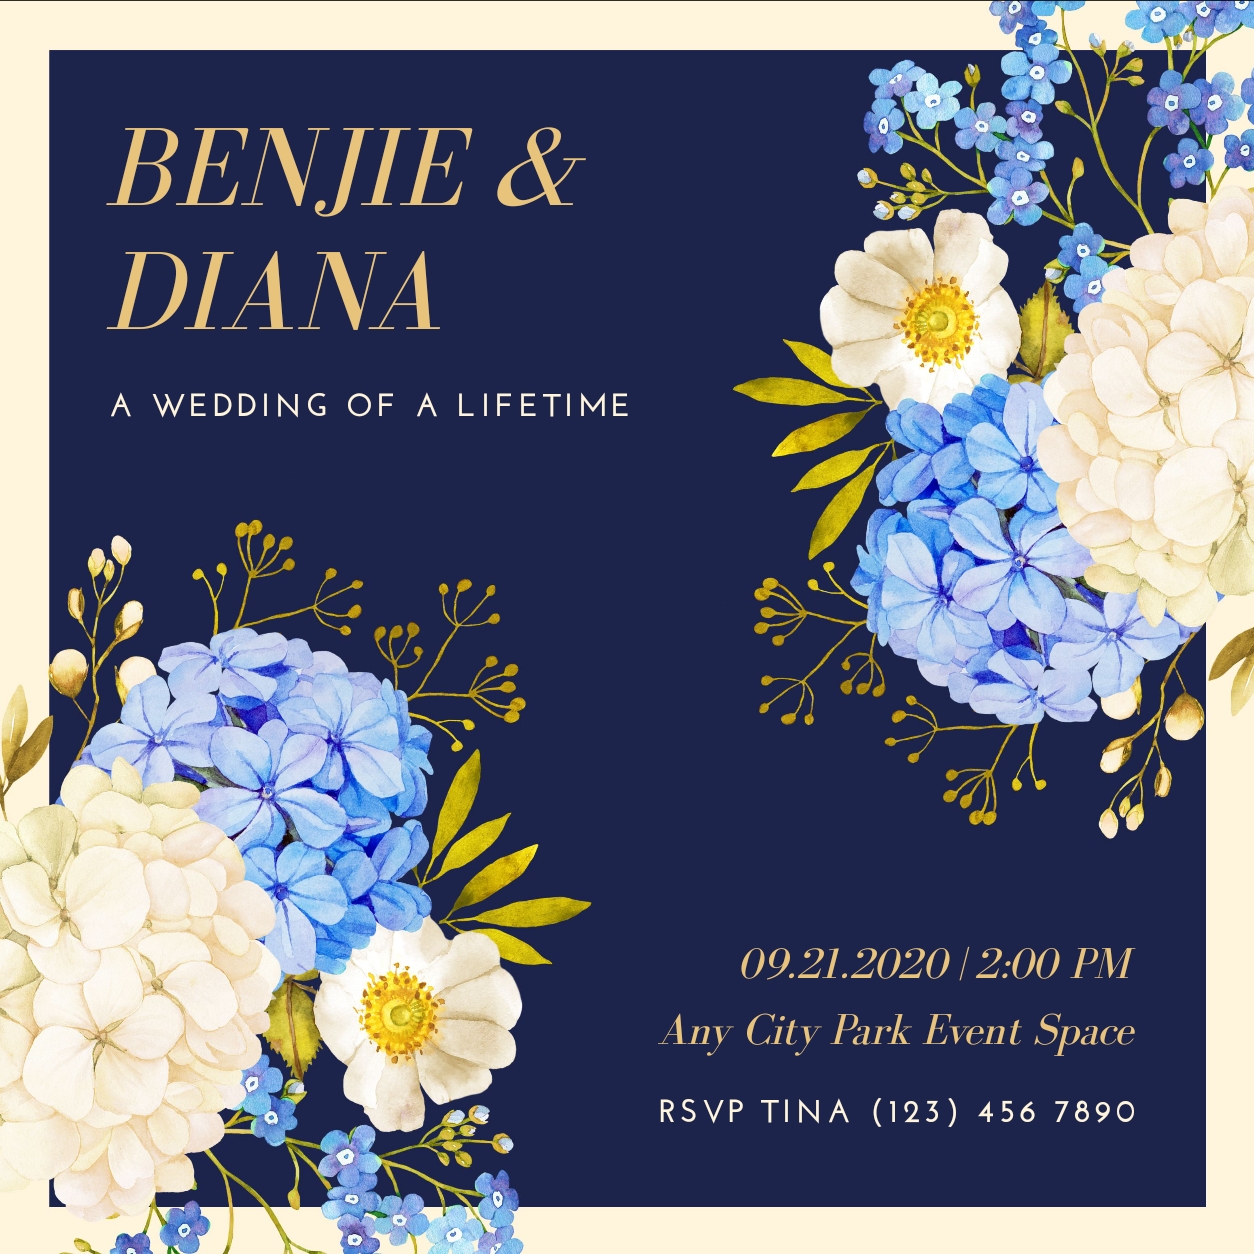 BENJIE &
DIANA
A WEDDING OF A LIFETIME
09.21.2020 | 2:00 PM
Any City Park Event Space
RSVP TINA (123) 456 7890